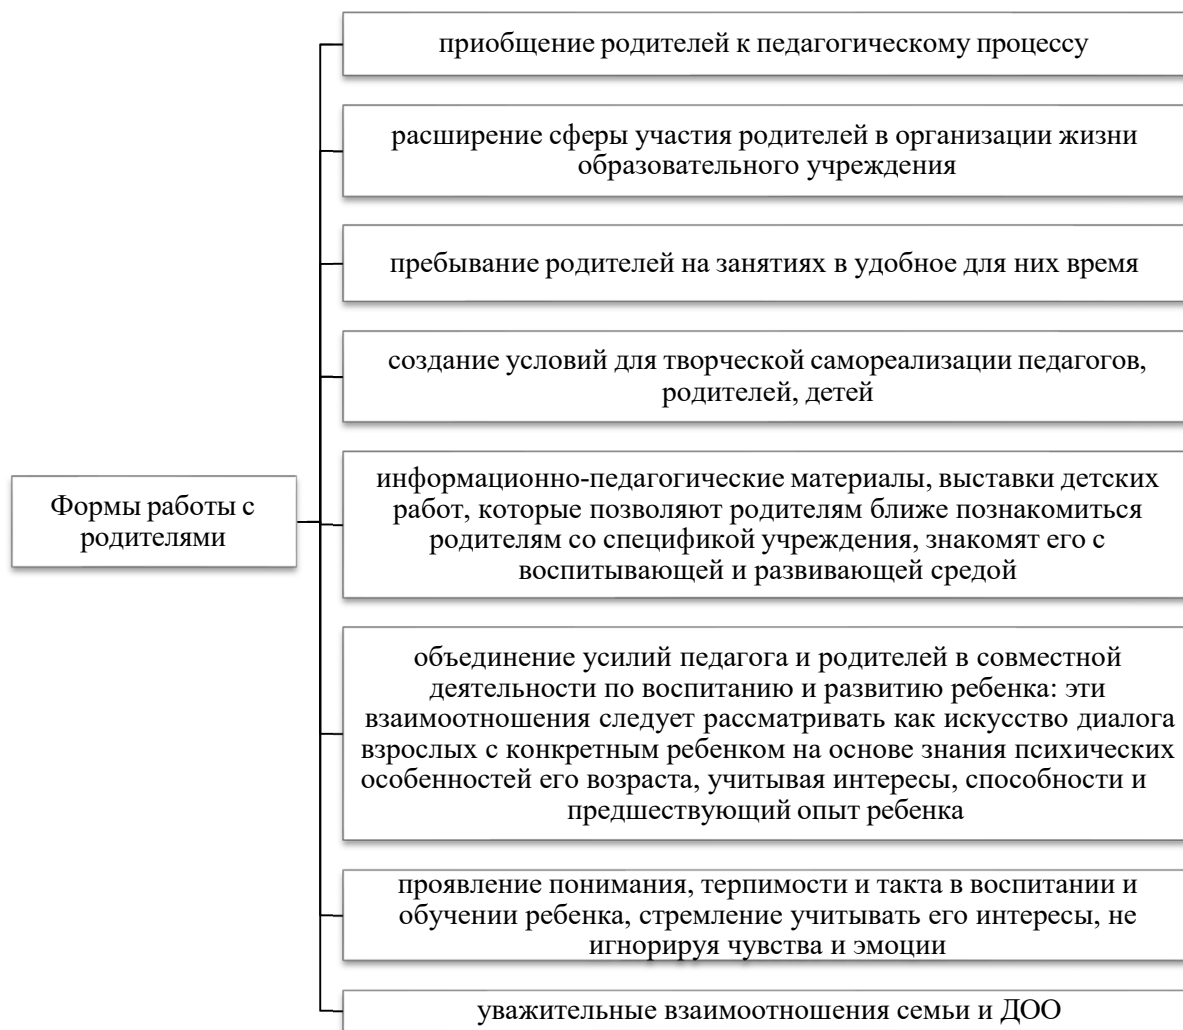 приобщение родителей к педагогическому процессу
расширение сферы участия родителей в организации жизни
образовательного учреждения
пребывание родителей на занятиях в удобное для них время
создание условий для творческой самореализации педагогов,
родителей, детей
Формы работы с
родителями
информационно-педагогические материалы, выставки детских
работ, которые позволяют родителям ближе познакомиться
родителям со спецификой учреждения, знакомят его с
воспитывающей и развивающей средой
объединение усилий педагога и родителей в совместной
деятельности по воспитанию и развитию ребенка: эти
взаимоотношения следует рассматривать как искусство диалога
взрослых с конкретным ребенком на основе знания психических
особенностей его возраста, учитывая интересы, способности и
предшествующий опыт ребенка
проявление понимания, терпимости и такта в воспитании и
обучении ребенка, стремление учитывать его интересы, не
игнорируя чувства и эмоции
уважительные взаимоотношения семьи и ДОО